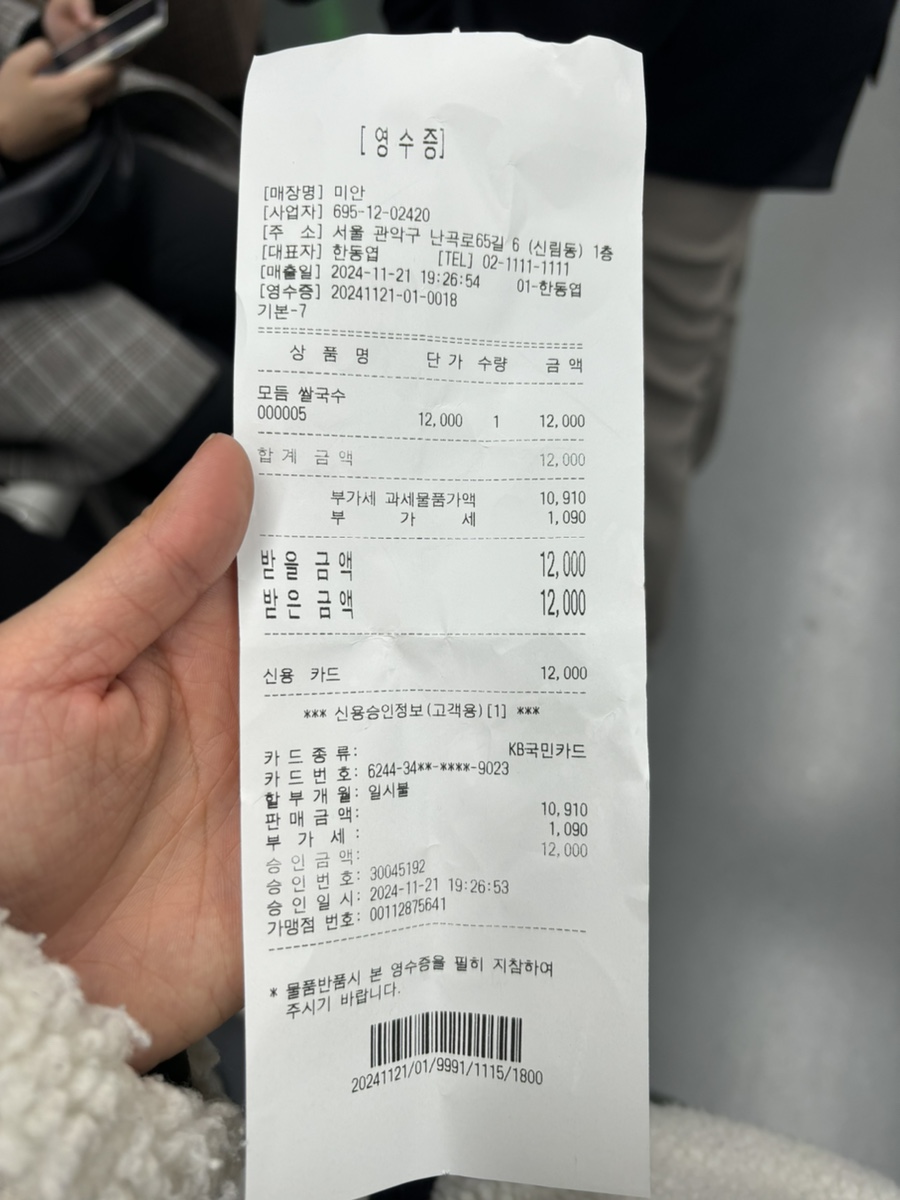 [ 영 수 증]
[매장명] 미안
[사업자] 695-12-02420
[주 소] 서울 관악구 난곡로65길 6 (신림동) 1층
[대표자] 한동엽 [TEL] 02-1111-1111
[매출일] 2024-11-21 19:26:54 01-한동엽
[영수증] 20241121-01-0018
기본-7
상 품 명 단 가 수량 금 액
모듬 쌀국수
000005 12,000 1 12,000
합 계 금 액 12,000
부가세 과세물품가액 10,910
부 가 세 1,090
받 을 금 액 12,000
받 은 금 액 12,000
신용 카드 12,000
*** 신용승인정보(고객용)[1] ***
카 드 종 류: KB국민카드
카 드 번 호: 6244-34**-****-9023
할 부 개 월: 일시불
판 매 금 액: 10,910
부 가 세 : 1,090
승 인 금 액: 12,000
승 인 번 호: 30045192
승 인 일 시: 2024-11-21 19:26:53
가맹점 번호: 00112875641
* 물품반품시 본 영수증을 필히 지참하여
주시기 바랍니다.
20241121/01/9991/1115/1800